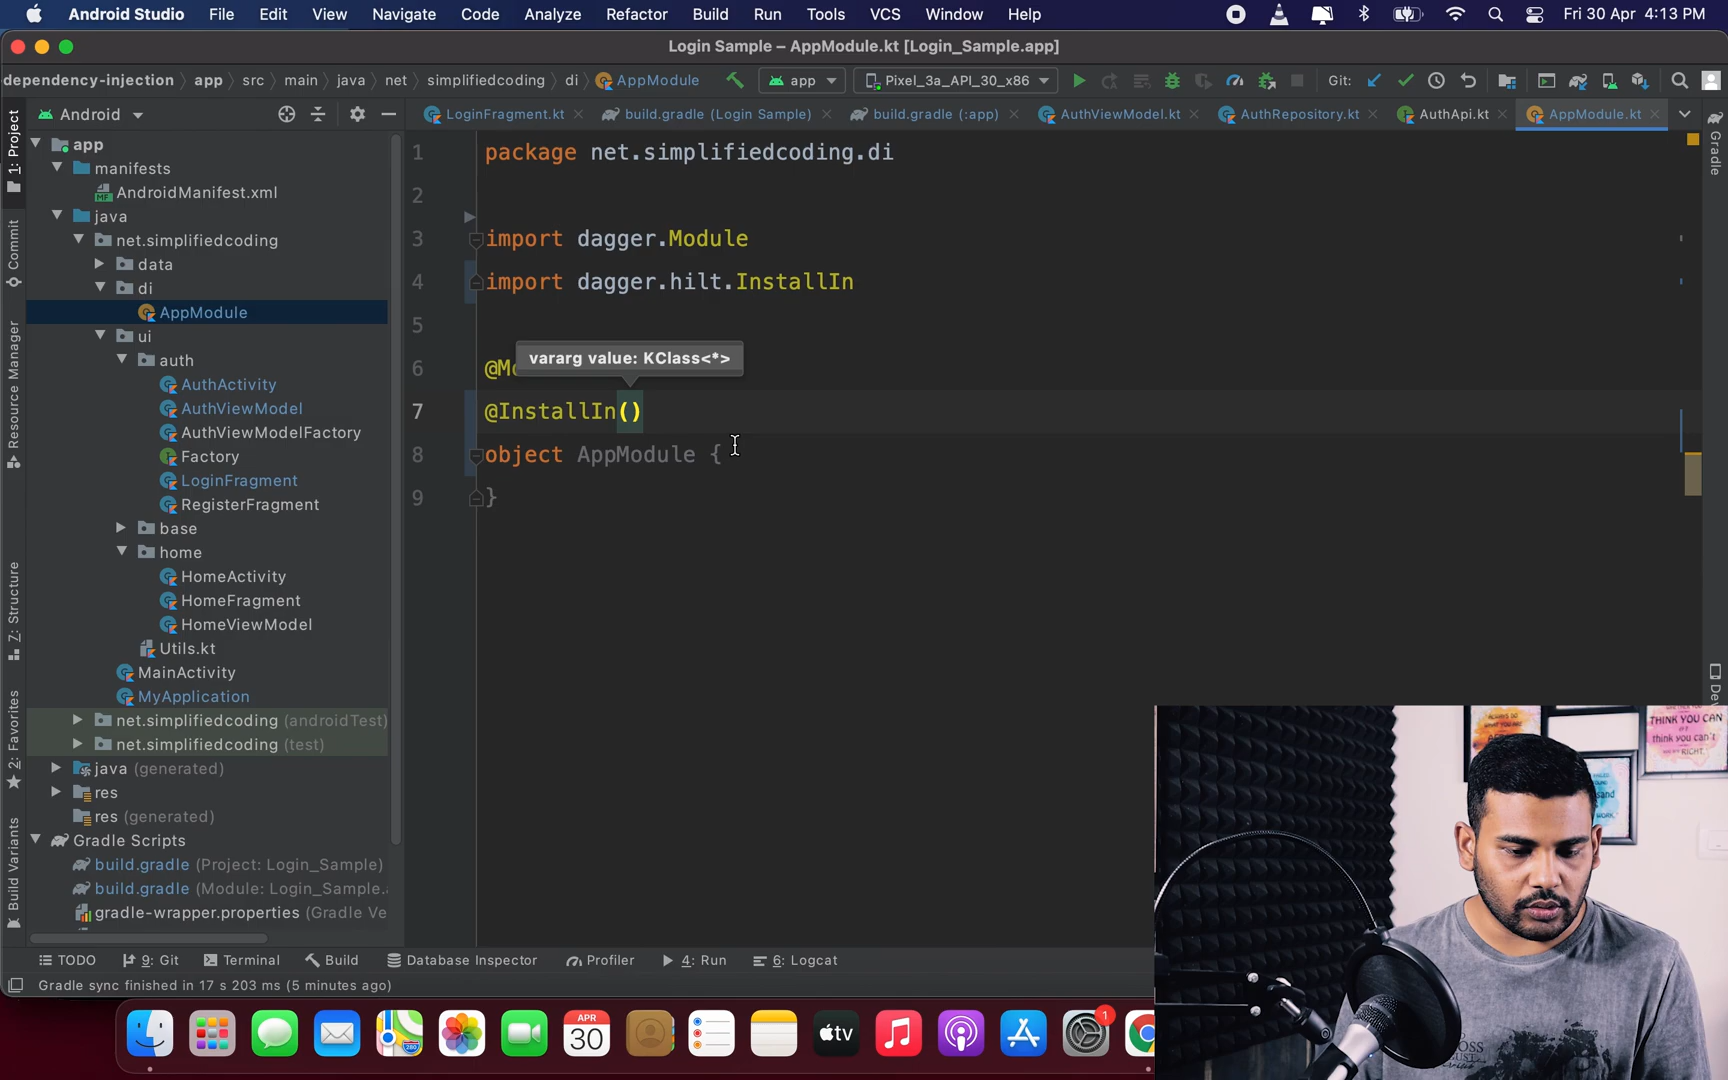 Android Studio File Edit View Navigate Code Analyze Refactor Build Run Tools VCS Window Help Fri 30 Apr 4:13 PM
Login Sample – AppModule.kt [Login_Sample.app]
dependency-injection app src main java net simplifiedcoding di AppModule app Pixel_3a_API_30_x86 Git:
Android LoginFragment.kt build.gradle (Login Sample) build.gradle (:app) AuthViewModel.kt AuthRepository.kt AuthApi.kt AppModule.kt
1: Project
Commit
Resource Manager
7: Structure
2: Favorites
Build Variants
Gradle
app
manifests
AndroidManifest.xml
java
net.simplifiedcoding
data
di
AppModule
ui
auth
AuthActivity
AuthViewModel
AuthViewModelFactory
Factory
LoginFragment
RegisterFragment
base
home
HomeActivity
HomeFragment
HomeViewModel
Utils.kt
MainActivity
MyApplication
net.simplifiedcoding (androidTest)
net.simplifiedcoding (test)
java (generated)
res
res (generated)
Gradle Scripts
build.gradle (Project: Login_Sample)
build.gradle (Module: Login_Sample.
gradle-wrapper.properties (Gradle Ve
1 package net.simplifiedcoding.di
2
3 import dagger.Module
4 import dagger.hilt.InstallIn
5
vararg value: KClass<*>
6 @Mo
7 @InstallIn()
8 object AppModule {
9 }
TODO 9: Git Terminal Build Database Inspector Profiler 4: Run 6: Logcat
Gradle sync finished in 17 s 203 ms (5 minutes ago)
APR
30
tv
1
THINK YOU CAN
think you can't
RIGHT.